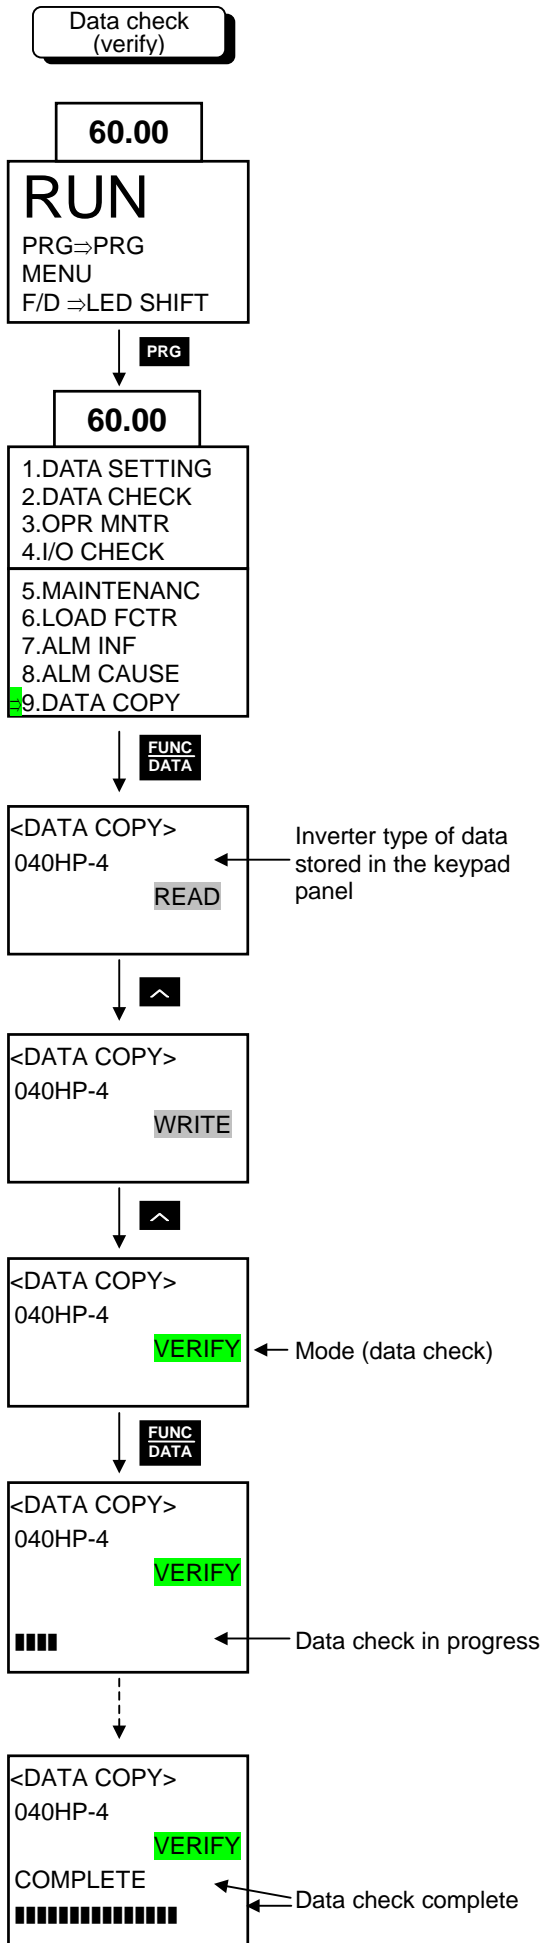 Data check
(verify)
60.00
RUN
PRG⇒PRG
MENU
F/D ⇒LED SHIFT
PRG
60.00
1.DATA SETTING
2.DATA CHECK
3.OPR MNTR
4.I/O CHECK
5.MAINTENANC
6.LOAD FCTR
7.ALM INF
8.ALM CAUSE
⇒9.DATA COPY
FUNC
DATA
<DATA COPY>
040HP-4
READ
Inverter type of data
stored in the keypad
panel
<DATA COPY>
040HP-4
WRITE
<DATA COPY>
040HP-4
VERIFY
Mode (data check)
FUNC
DATA
<DATA COPY>
040HP-4
VERIFY
Data check in progress
<DATA COPY>
040HP-4
VERIFY
COMPLETE
Data check complete